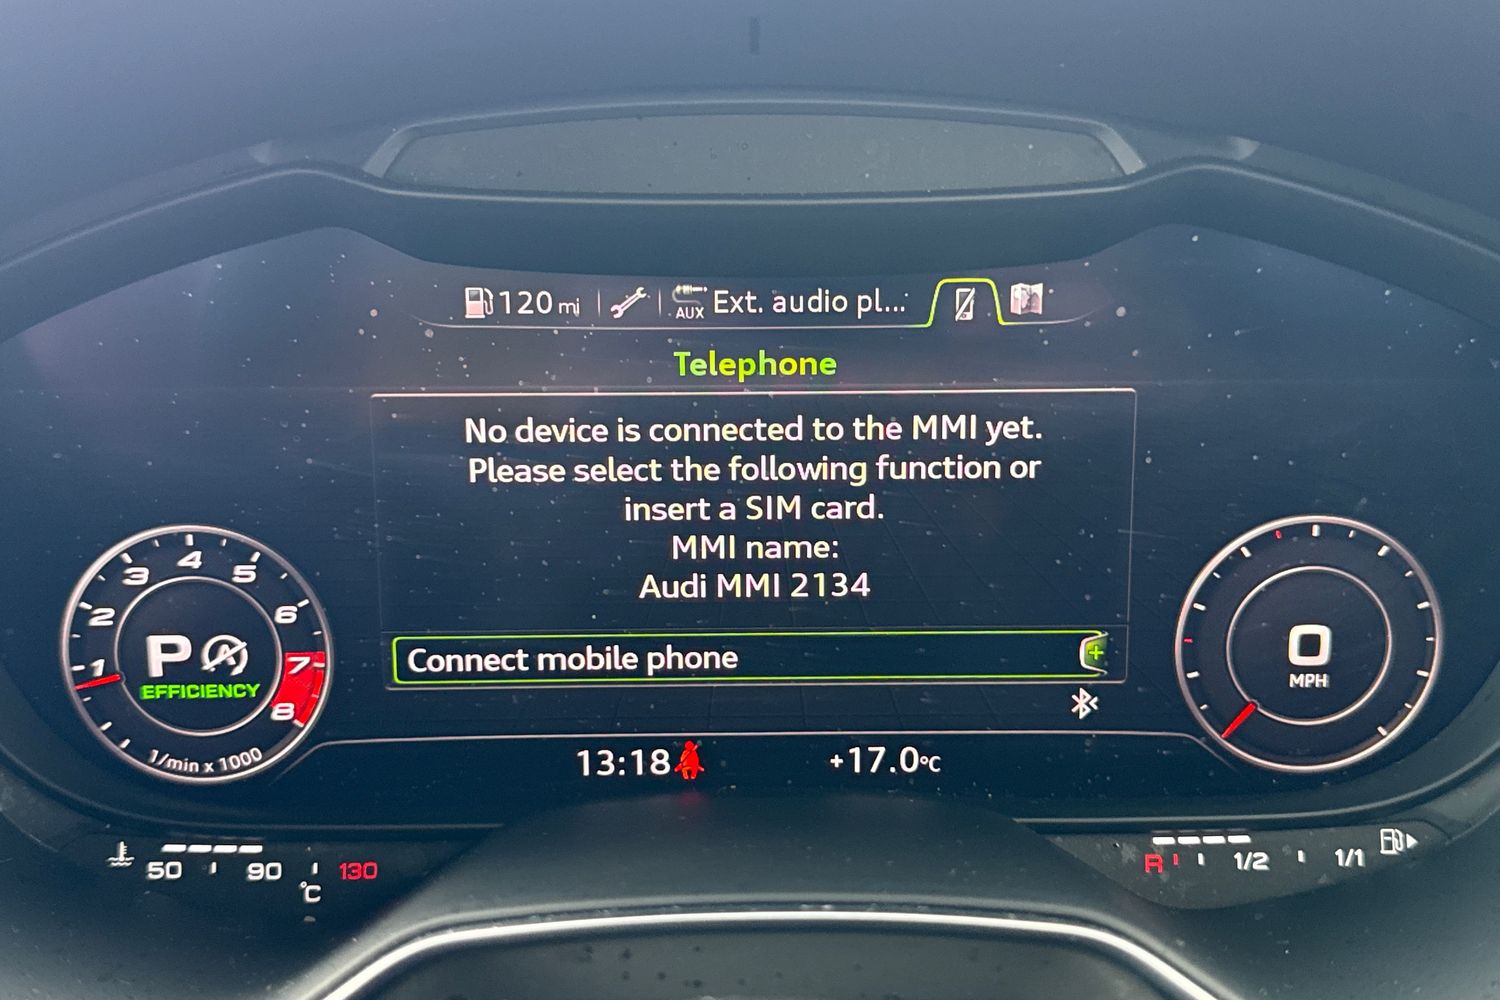 120 mi
AUX Ext. audio pl...
Telephone
No device is connected to the MMI yet.
Please select the following function or
insert a SIM card.
MMI name:
Audi MMI 2134
Connect mobile phone
1 2 3 4 5 6 7 8
P A
EFFICIENCY
1/min x 1000
0
MPH
13:18
+17.0°C
50 90 130
°C
R 1/2 1/1